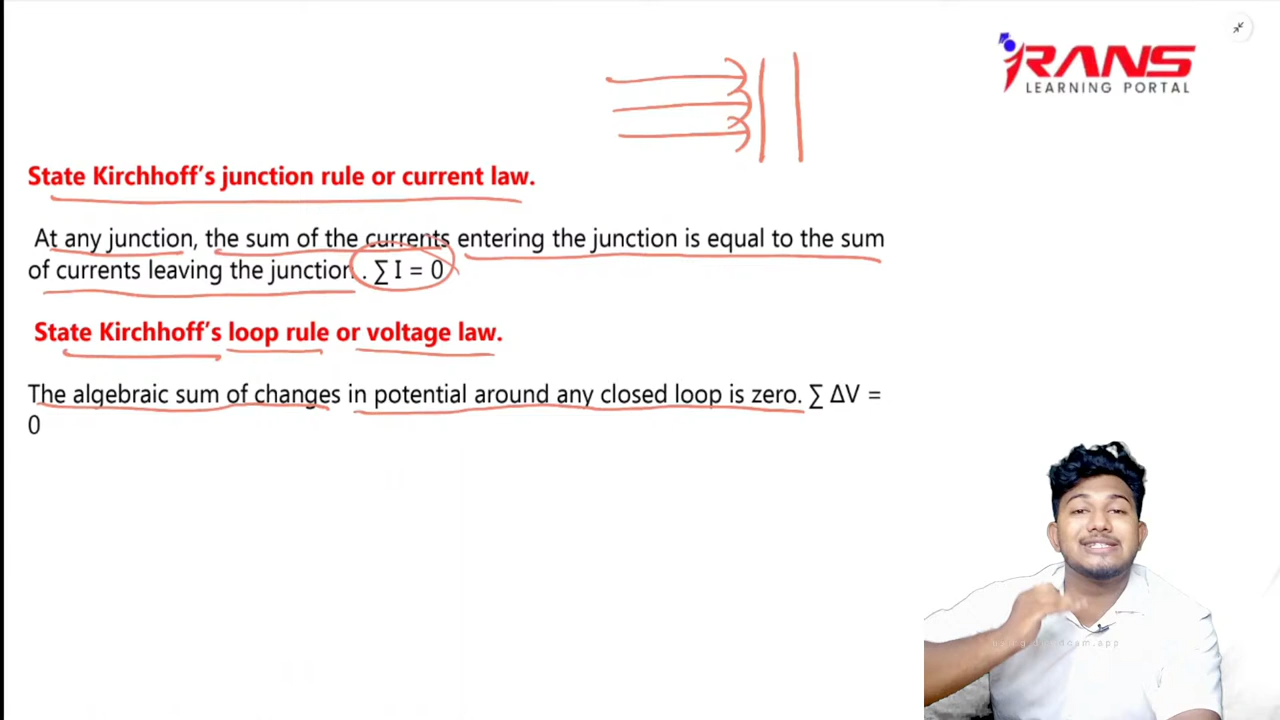 RANS
LEARNING PORTAL
State Kirchhoff's junction rule or current law.
At any junction, the sum of the currents entering the junction is equal to the sum
of currents leaving the junction. . ∑ I = 0
State Kirchhoff's loop rule or voltage law.
The algebraic sum of changes in potential around any closed loop is zero. ∑ ΔV =
0